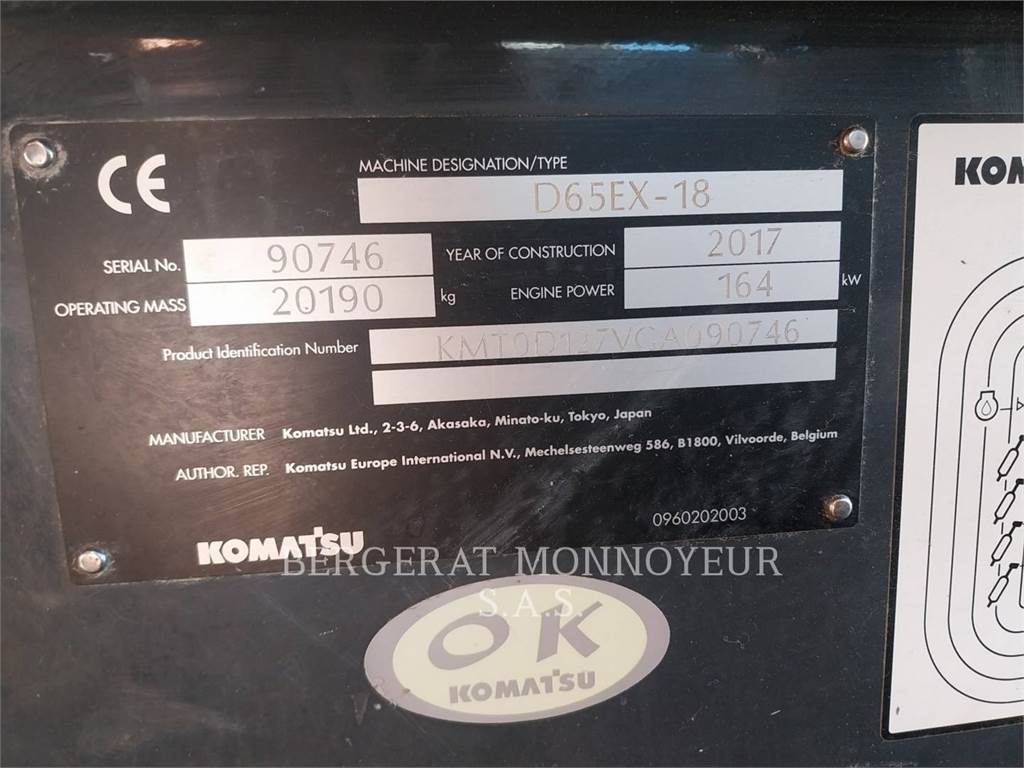 CE
MACHINE DESIGNATION/TYPE
D65EX-18
SERIAL No. 90746 YEAR OF CONSTRUCTION 2017
OPERATING MASS 20190 kg ENGINE POWER 164 kW
Product Identification Number KMT0D137VGA090746
MANUFACTURER Komatsu Ltd., 2-3-6, Akasaka, Minato-ku, Tokyo, Japan
AUTHOR. REP. Komatsu Europe International N.V., Mechelsesteenweg 586, B1800, Vilvoorde, Belgium
0960202003
KOMATSU
BERGERAT MONNOYEUR
S.A.S.
OK
KOMATSU
KOM